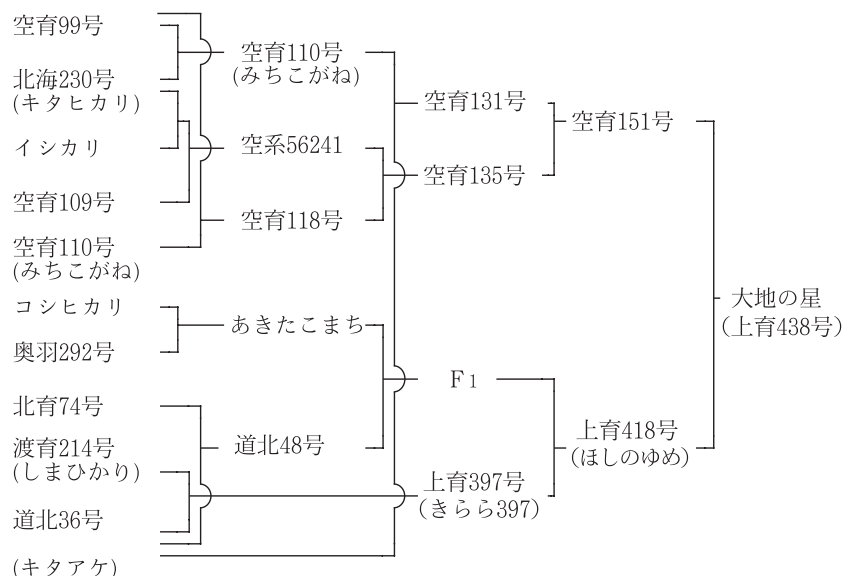 空育99号
北海230号
(キタヒカリ)
イシカリ
空育109号
空育110号
(みちこがね)
コシヒカリ
奥羽292号
北育74号
渡育214号
(しまひかり)
道北36号
(キタアケ)
空育110号
(みちこがね)
空系56241
空育118号
あきたこまち
道北48号
空育131号
空育135号
F1
上育397号
(きらら397)
空育151号
上育418号
(ほしのゆめ)
大地の星
(上育438号)